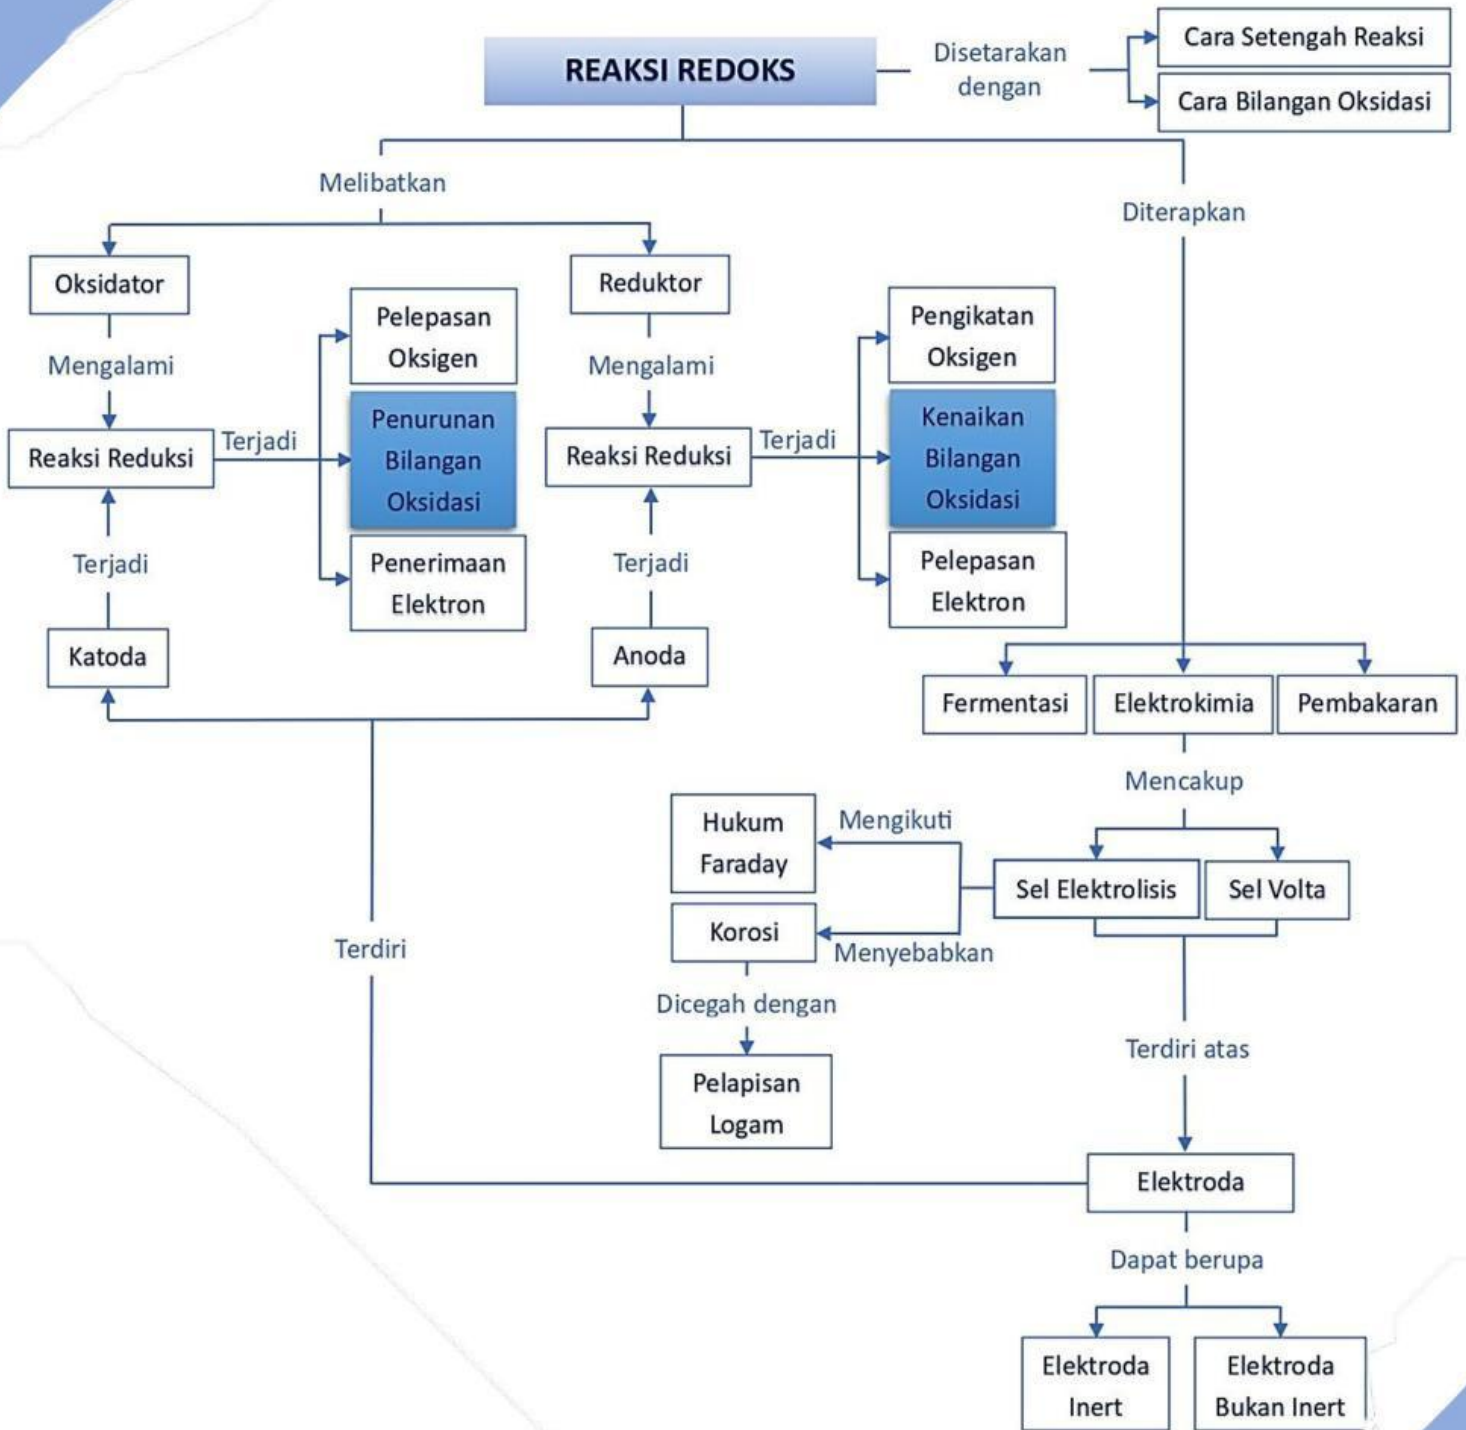 REAKSI REDOKS
Disetarakan
dengan
Cara Setengah Reaksi
Cara Bilangan Oksidasi
Melibatkan
Diterapkan
Oksidator
Reduktor
Mengalami
Mengalami
Pelepasan
Oksigen
Pengikatan
Oksigen
Reaksi Reduksi
Terjadi
Penurunan
Bilangan
Oksidasi
Reaksi Reduksi
Terjadi
Kenaikan
Bilangan
Oksidasi
Terjadi
Penerimaan
Elektron
Terjadi
Pelepasan
Elektron
Katoda
Anoda
Fermentasi
Elektrokimia
Pembakaran
Mencakup
Hukum
Faraday
Mengikuti
Sel Elektrolisis
Sel Volta
Korosi
Menyebabkan
Terdiri
Dicegah dengan
Terdiri atas
Pelapisan
Logam
Elektroda
Dapat berupa
Elektroda
Inert
Elektroda
Bukan Inert